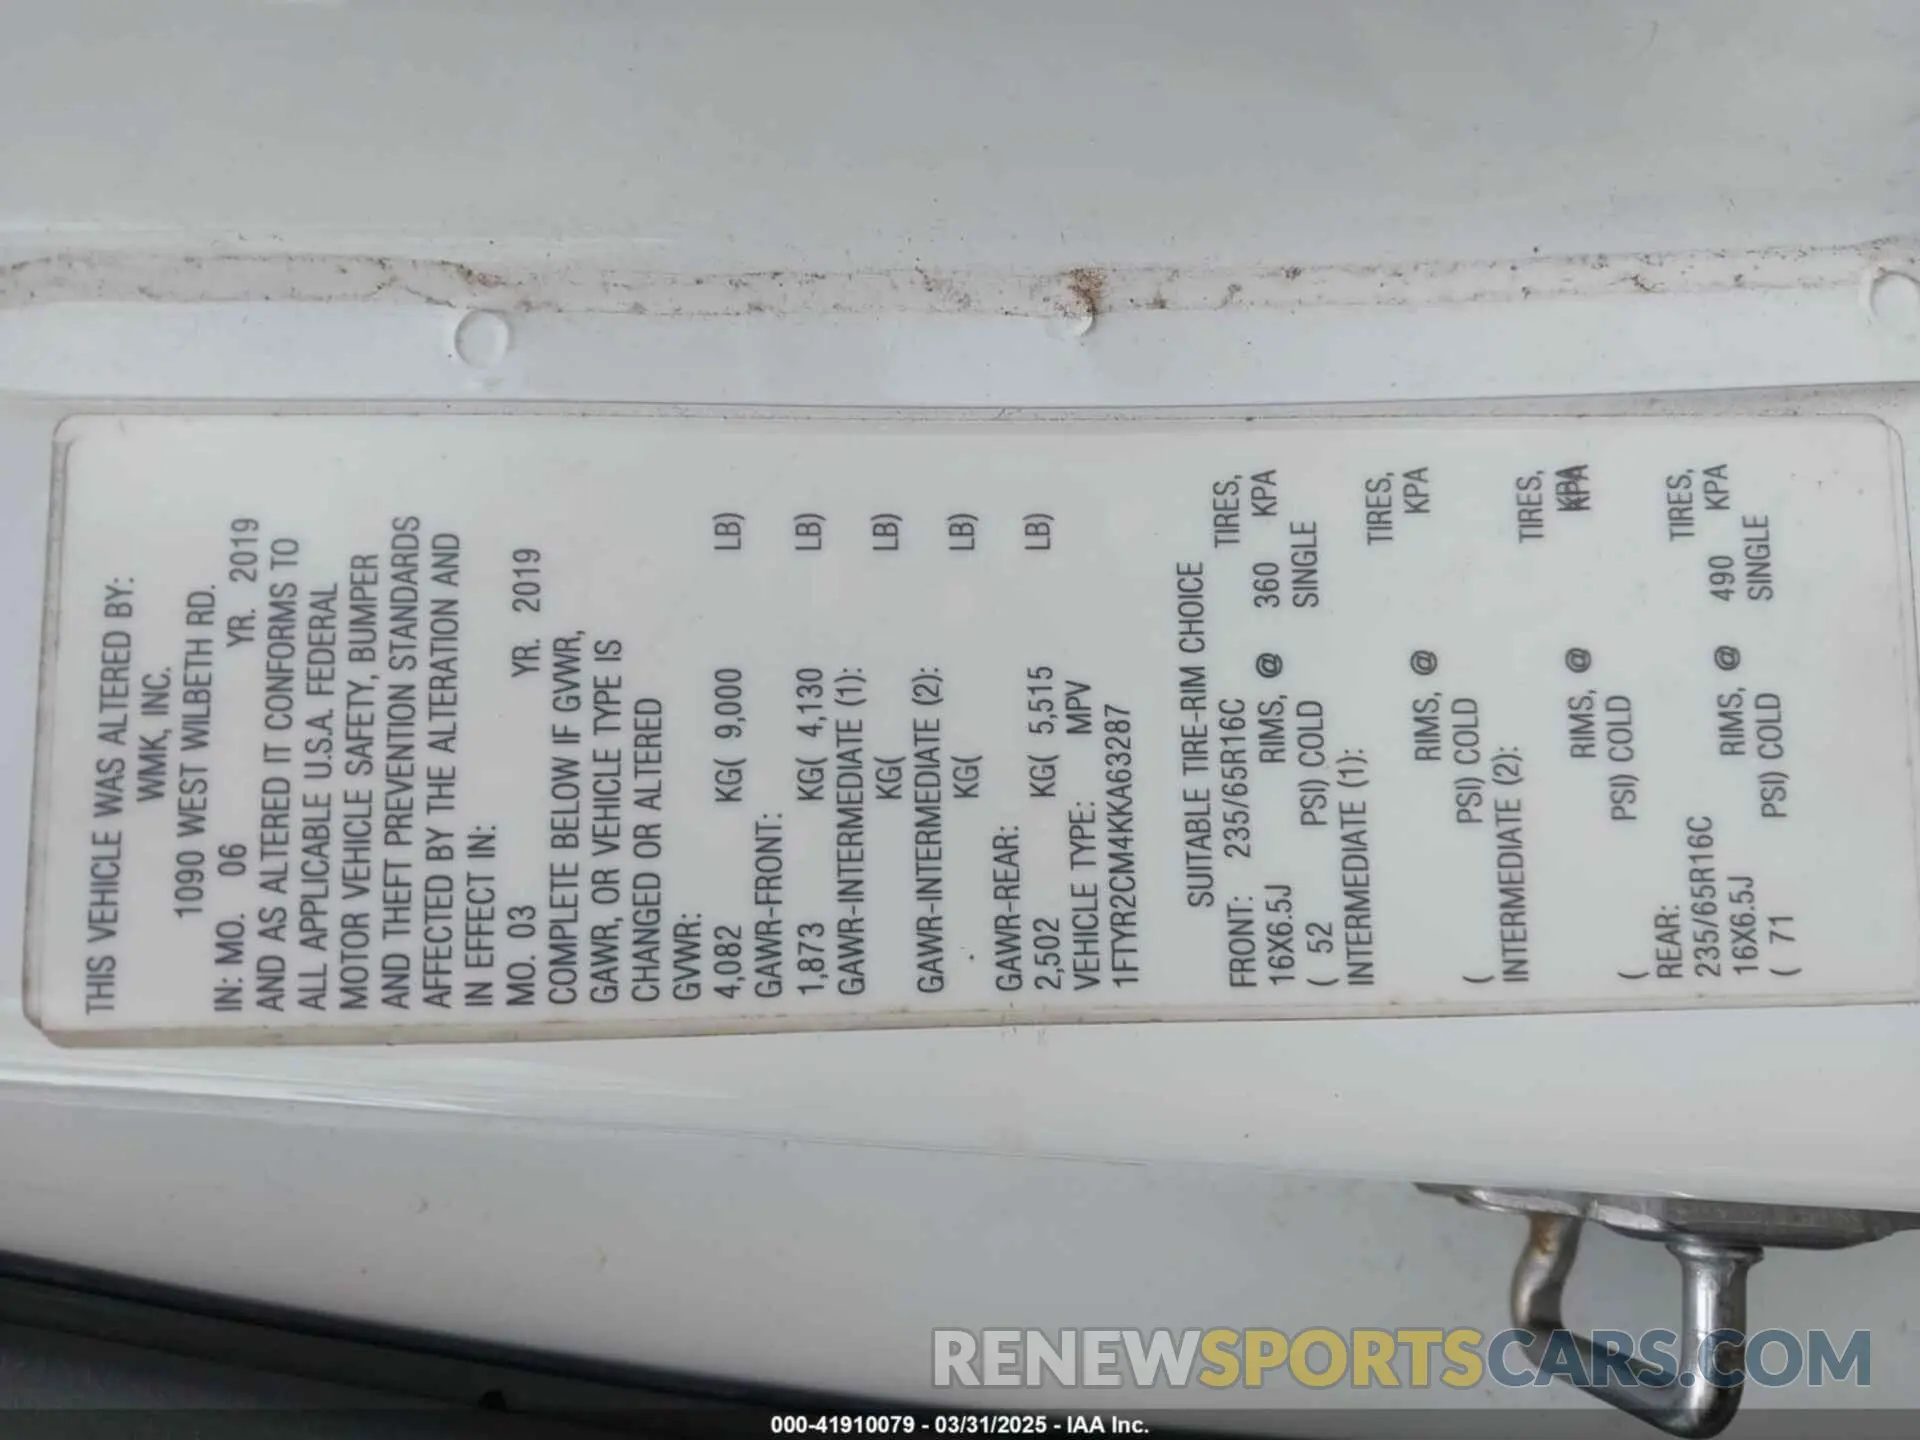 THIS VEHICLE WAS ALTERED BY:
WMK, INC.
1090 WEST WILBETH RD.
IN: MO. 06 YR. 2019
AND AS ALTERED IT CONFORMS TO
ALL APPLICABLE U.S.A. FEDERAL
MOTOR VEHICLE SAFETY, BUMPER
AND THEFT PREVENTION STANDARDS
AFFECTED BY THE ALTERATION AND
IN EFFECT IN:
MO. 03 YR. 2019
COMPLETE BELOW IF GVWR,
GAWR, OR VEHICLE TYPE IS
CHANGED OR ALTERED
GVWR:
4,082 KG( 9,000 LB)
GAWR-FRONT:
1,873 KG( 4,130 LB)
GAWR-INTERMEDIATE (1):
KG( LB)
GAWR-INTERMEDIATE (2):
KG( LB)
GAWR-REAR:
2,502 KG( 5,515 LB)
VEHICLE TYPE: MPV
1FTYR2CM4KKA63287
SUITABLE TIRE-RIM CHOICE
FRONT: 235/65R16C TIRES,
16X6.5J RIMS, @ 360 KPA
( 52 PSI) COLD SINGLE
INTERMEDIATE (1):
TIRES,
RIMS, @ KPA
( PSI) COLD
INTERMEDIATE (2):
TIRES,
RIMS, @ KPA
( PSI) COLD
REAR:
235/65R16C TIRES,
16X6.5J RIMS, @ 490 KPA
( 71 PSI) COLD SINGLE
RENEWSPORTSCARS.COM
000-41910079 - 03/31/2025 - IAA Inc.